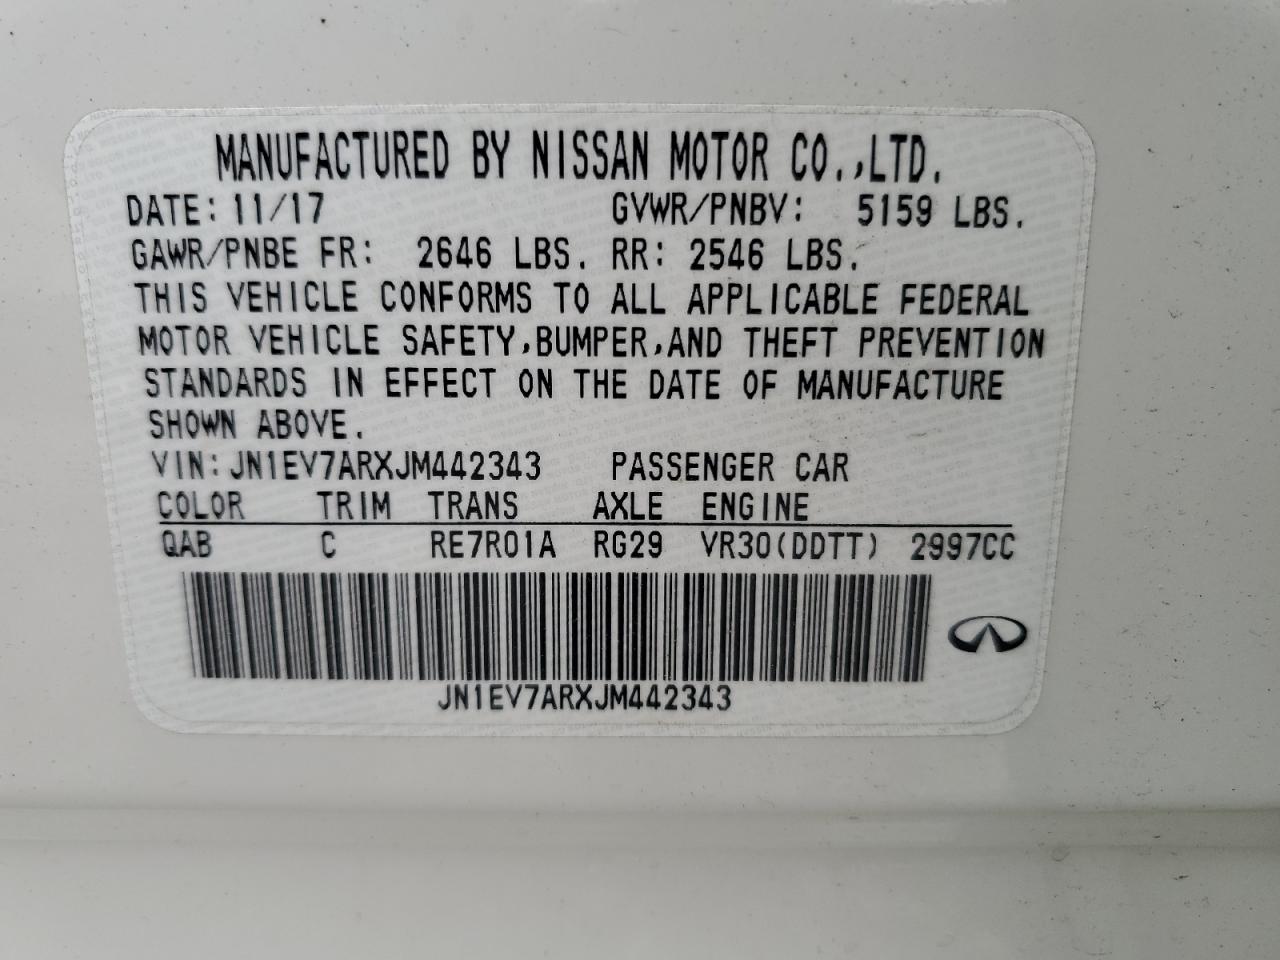 MANUFACTURED BY NISSAN MOTOR CO.,LTD.
DATE: 11/17 GVWR/PNBV: 5159 LBS.
GAWR/PNBE FR: 2646 LBS. RR: 2546 LBS.
THIS VEHICLE CONFORMS TO ALL APPLICABLE FEDERAL
MOTOR VEHICLE SAFETY,BUMPER,AND THEFT PREVENTION
STANDARDS IN EFFECT ON THE DATE OF MANUFACTURE
SHOWN ABOVE.
VIN:JN1EV7ARXJM442343 PASSENGER CAR
COLOR TRIM TRANS AXLE ENGINE
QAB C RE7R01A RG29 VR30(DDTT) 2997CC
JN1EV7ARXJM442343